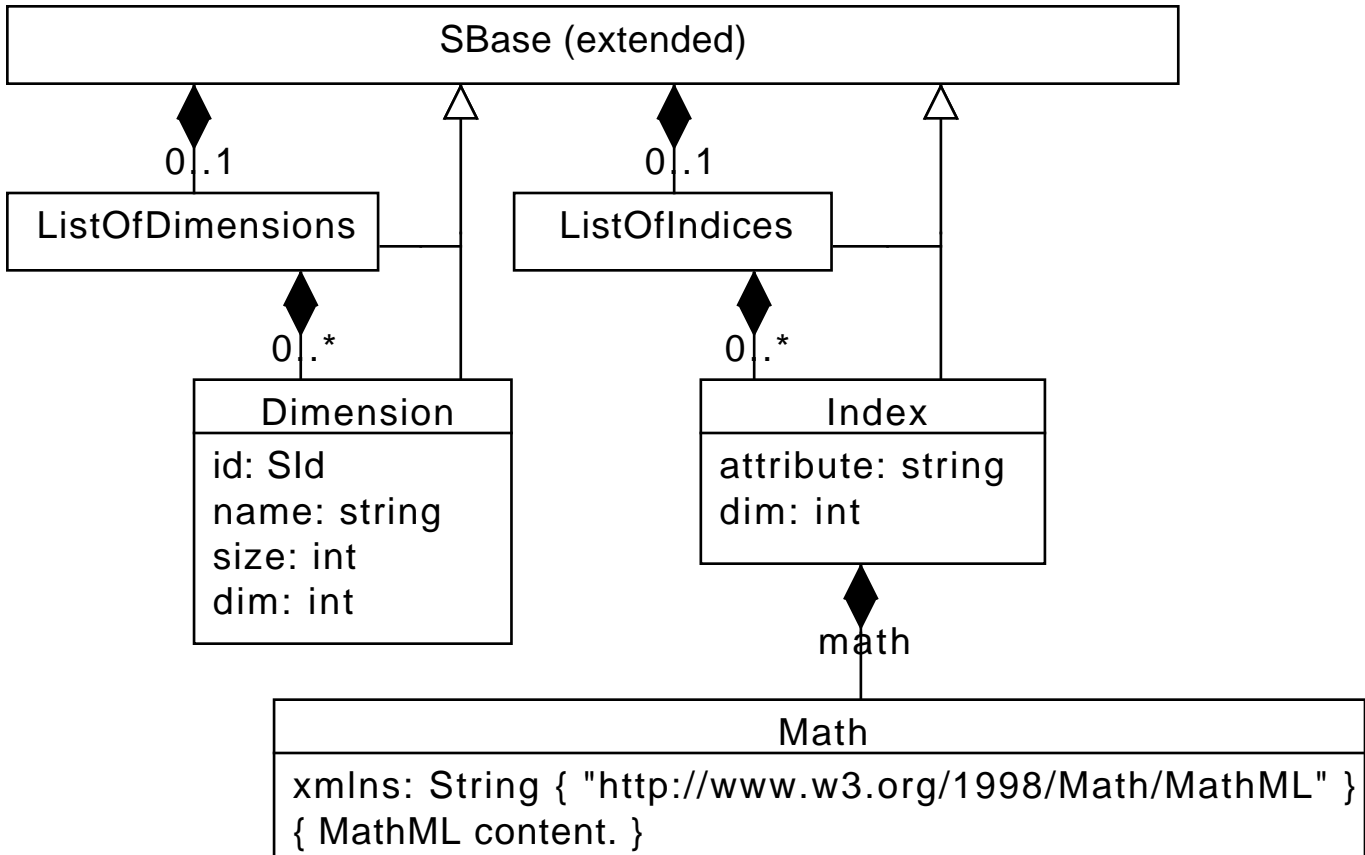 SBase (extended)
0..1
0..1
ListOfDimensions
ListOfIndices
0..*
0..*
Dimension
id: SId
name: string
size: int
dim: int
Index
attribute: string
dim: int
math
Math
xmlns: String { "http://www.w3.org/1998/Math/MathML" }
{ MathML content. }